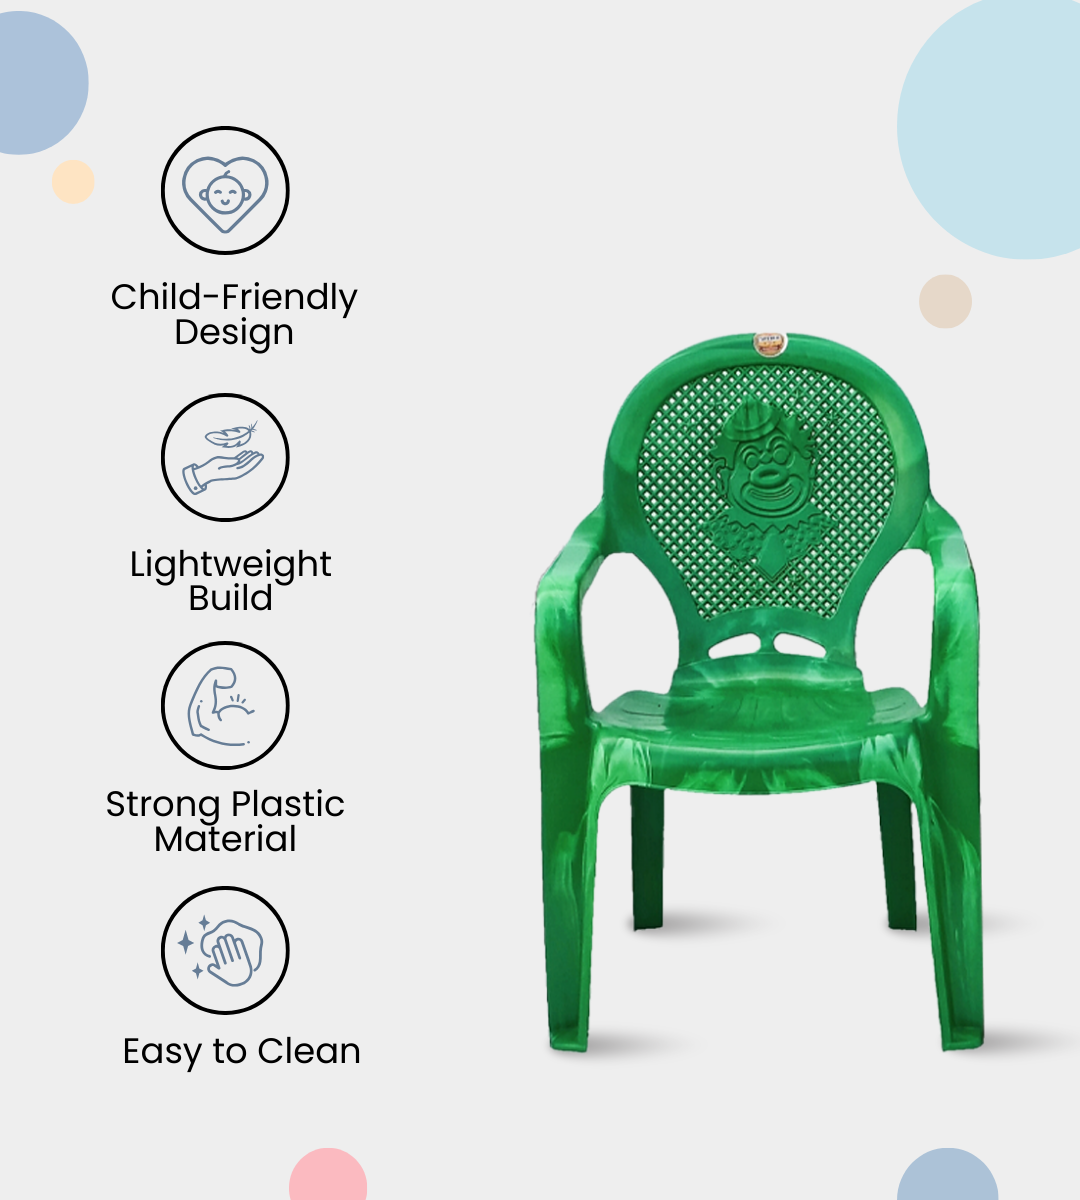 Child-Friendly
Design
Lightweight
Build
Strong Plastic
Material
Easy to Clean